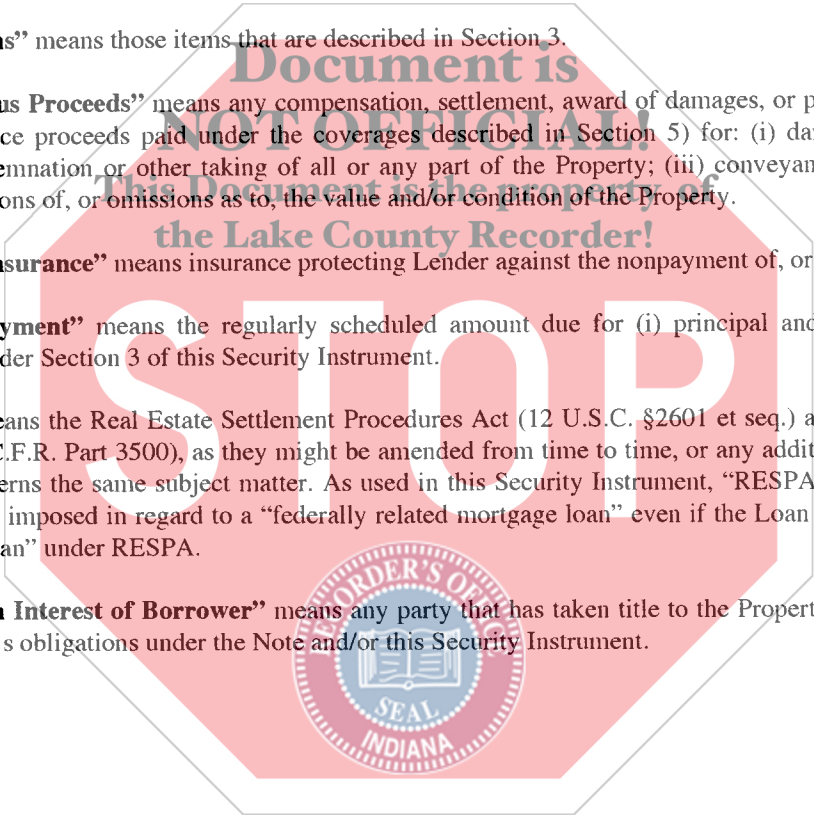 ns” means those items that are described in Section 3.
Document is
us Proceeds” means any compensation, settlement, award of damages, or p
NOT OFFICIAL!
ce proceeds paid under the coverages described in Section 5) for: (i) da
emnation or other taking of all or any part of the Property; (iii) conveyan
This Document is the property of
ons of, or omissions as to, the value and/or condition of the Property.
the Lake County Recorder!
nsurance” means insurance protecting Lender against the nonpayment of, or
STOP
yment” means the regularly scheduled amount due for (i) principal and
der Section 3 of this Security Instrument.
eans the Real Estate Settlement Procedures Act (12 U.S.C. §2601 et seq.) a
C.F.R. Part 3500), as they might be amended from time to time, or any addit
erns the same subject matter. As used in this Security Instrument, “RESPA
imposed in regard to a “federally related mortgage loan” even if the Loan
an” under RESPA.
n Interest of Borrower” means any party that has taken title to the Propert
s obligations under the Note and/or this Security Instrument.
RECORDER'S OFFICE
SEAL
INDIANA